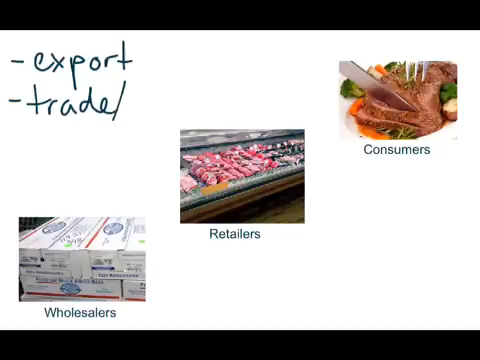 - export
- trade/
Consumers
Retailers
Wholesalers